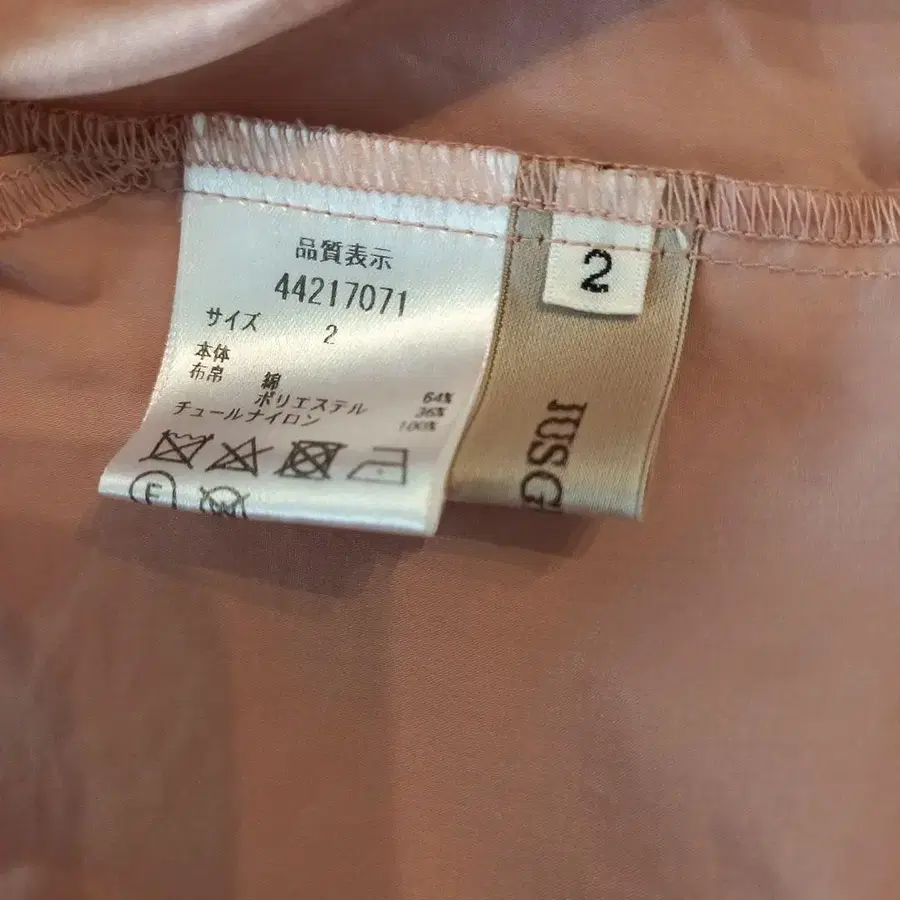 品質表示
44217071
サイズ 2
本体
布帛 綿 64%
ポリエステル 36%
チュールナイロン 100%
F
W
2
JUSG